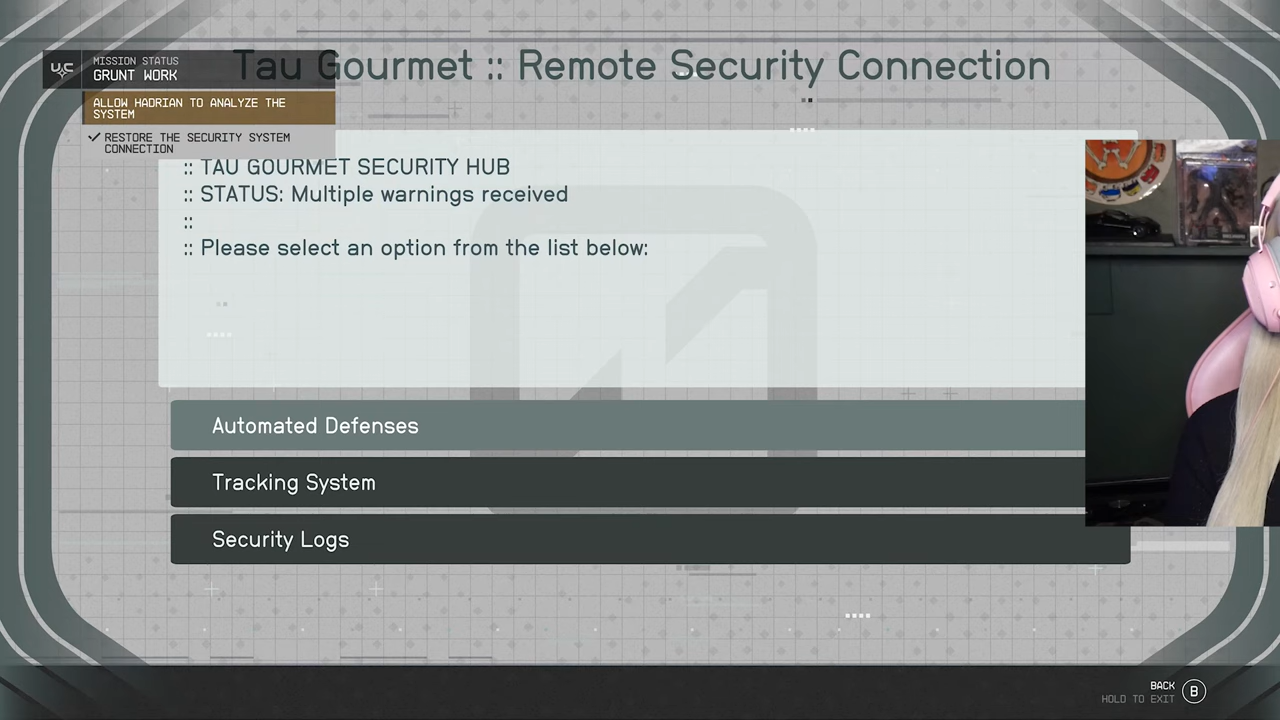 Tau Gourmet :: Remote Security Connection
UC
MISSION STATUS
GRUNT WORK
ALLOW HADRIAN TO ANALYZE THE
SYSTEM
RESTORE THE SECURITY SYSTEM
CONNECTION
:: TAU GOURMET SECURITY HUB
:: STATUS: Multiple warnings received
::
:: Please select an option from the list below:
Automated Defenses
Tracking System
Security Logs
BACK
HOLD TO EXIT
B